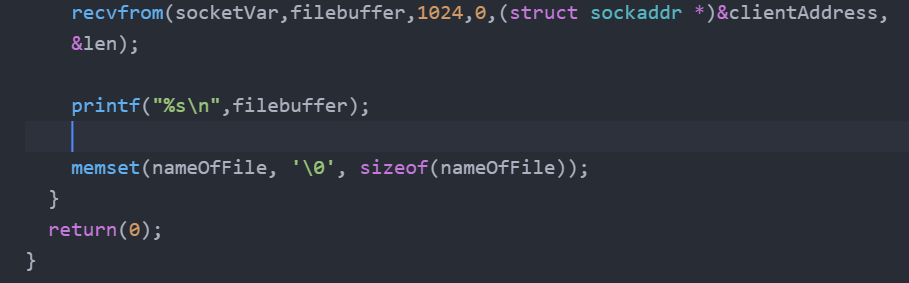 recvfrom(socketVar,filebuffer,1024,0,(struct sockaddr *)&clientAddress,
&len);
printf("%s\n",filebuffer);
memset(nameOfFile, '\0', sizeof(nameOfFile));
}
return(0);
}